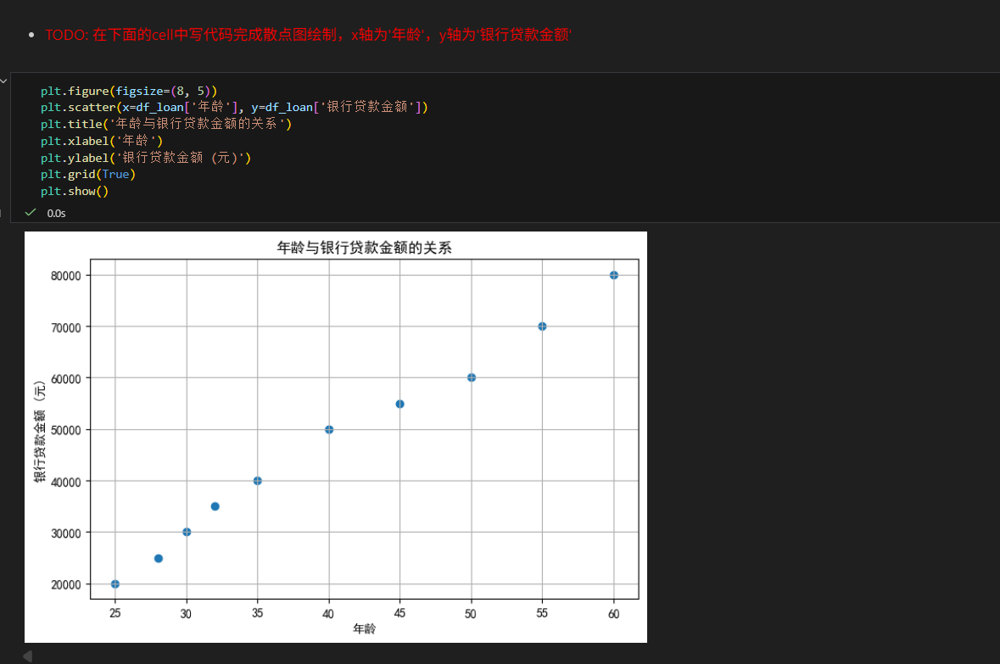 TODO: 在下面的cell中写代码完成散点图绘制，x轴为'年龄'，y轴为'银行贷款金额'
plt.figure(figsize=(8, 5))
plt.scatter(x=df_loan['年龄'], y=df_loan['银行贷款金额'])
plt.title('年龄与银行贷款金额的关系')
plt.xlabel('年龄')
plt.ylabel('银行贷款金额 (元)')
plt.grid(True)
plt.show()
0.0s
年龄与银行贷款金额的关系
80000
70000
60000
50000
40000
30000
20000
银行贷款金额 (元)
25 30 35 40 45 50 55 60
年龄